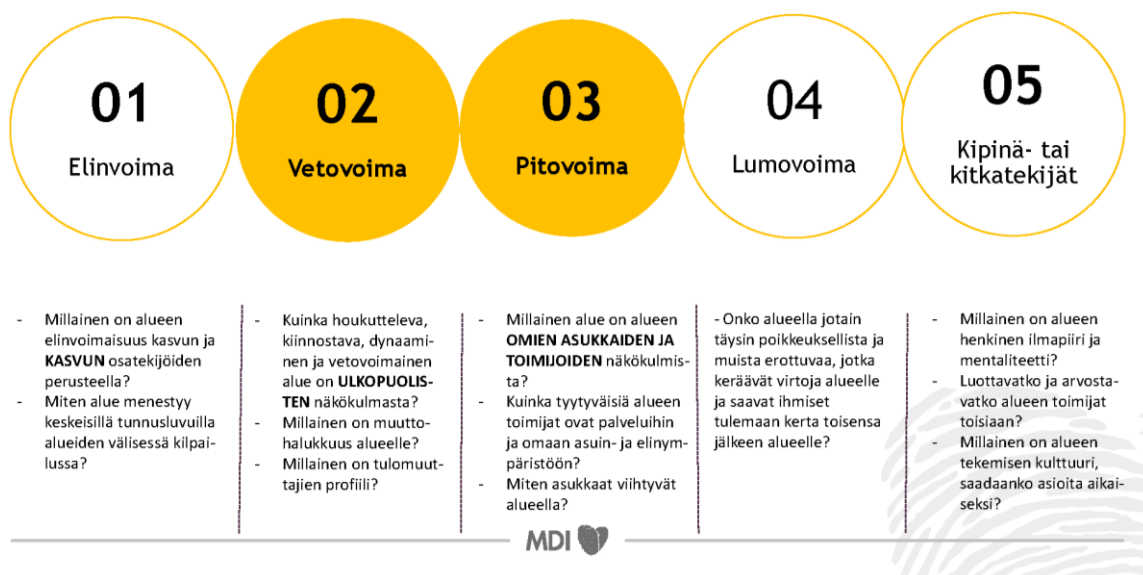 01
Elinvoima
02
Vetovoima
03
Pitovoima
04
Lumovoima
05
Kipinä- tai
kitkatekijät
- Millainen on alueen
elinvoimaisuus kasvun ja
KASVUN osatekijöiden
perusteella?
- Miten alue menestyy
keskeisillä tunnusluvuilla
alueiden välisessä kilpai-
lussa?
- Kuinka houkutteleva,
kiinnostava, dynaami-
nen ja vetovoimainen
alue on ULKOPUOLIS-
TEN näkökulmasta?
- Millainen on muutto-
halukkuus alueelle?
- Millainen on tulomuut-
tajien profiili?
- Millainen alue on alueen
OMIEN ASUKKAIDEN JA
TOIMIJOIDEN näkökulmis-
ta?
- Kuinka tyytyväisiä alueen
toimijat ovat palveluihin
ja omaan asuin- ja elinym-
päristöön?
- Miten asukkaat viihtyvät
alueella?
- Onko alueella jotain
täysin poikkeuksellista ja
muista erottuvaa, jotka
keräävät virtoja alueelle
ja saavat ihmiset
tulemaan kerta toisensa
jälkeen alueelle?
- Millainen on alueen
henkinen ilmapiiri ja
mentaliteetti?
- Luottavatko ja arvosta-
vatko alueen toimijat
toisiaan?
- Millainen on alueen
tekemisen kulttuuri,
saadaanko asioita aikai-
seksi?
MDI